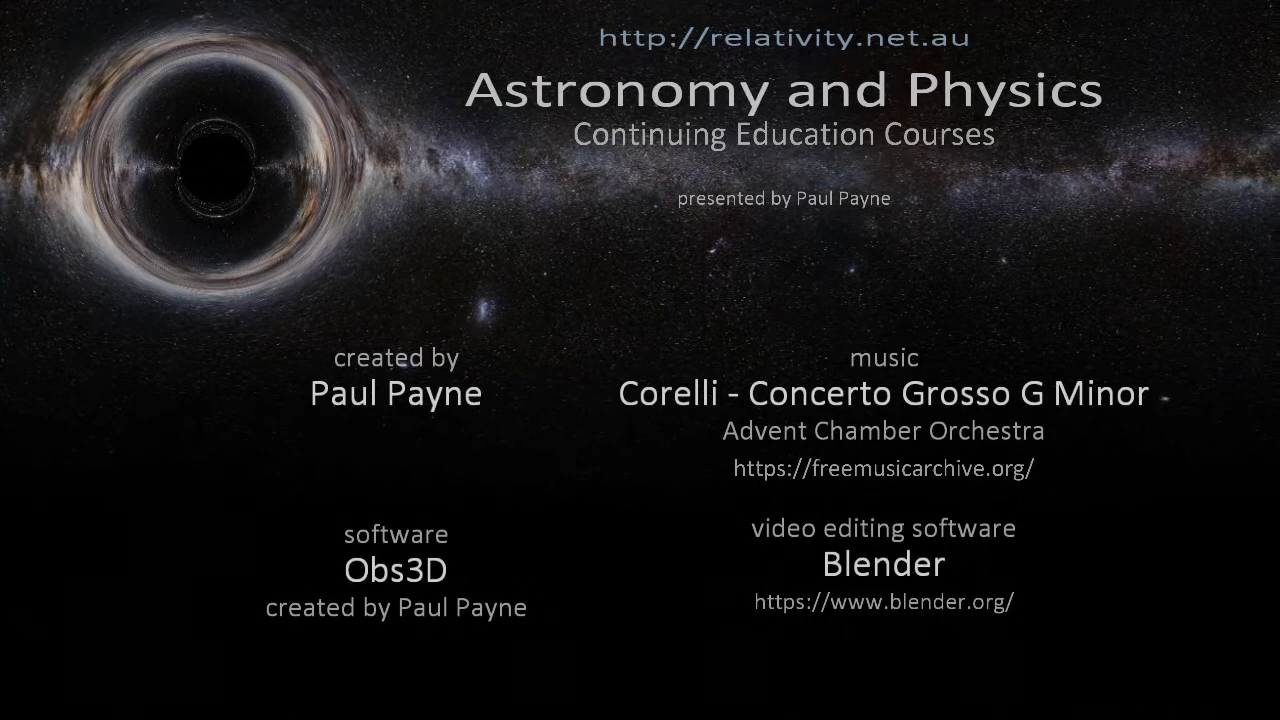 http://relativity.net.au
Astronomy and Physics
Continuing Education Courses
presented by Paul Payne
created by
Paul Payne
music
Corelli - Concerto Grosso G Minor
Advent Chamber Orchestra
https://freemusicarchive.org/
software
Obs3D
created by Paul Payne
video editing software
Blender
https://www.blender.org/